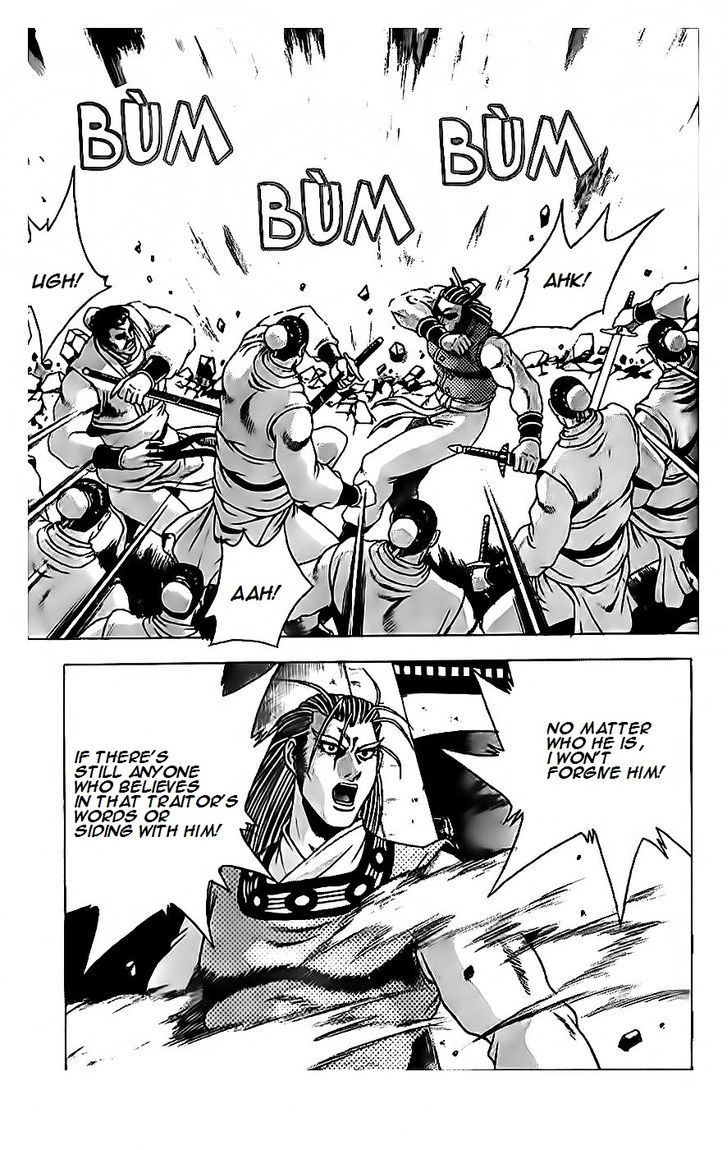 BÙM
BÙM
BÙM
UGH!
AHK!
AAH!
IF THERE'S
STILL ANYONE
WHO BELIEVES
IN THAT TRAITOR'S
WORDS OR
SIDING WITH HIM!
NO MATTER
WHO HE IS,
I WON'T
FORGIVE HIM!